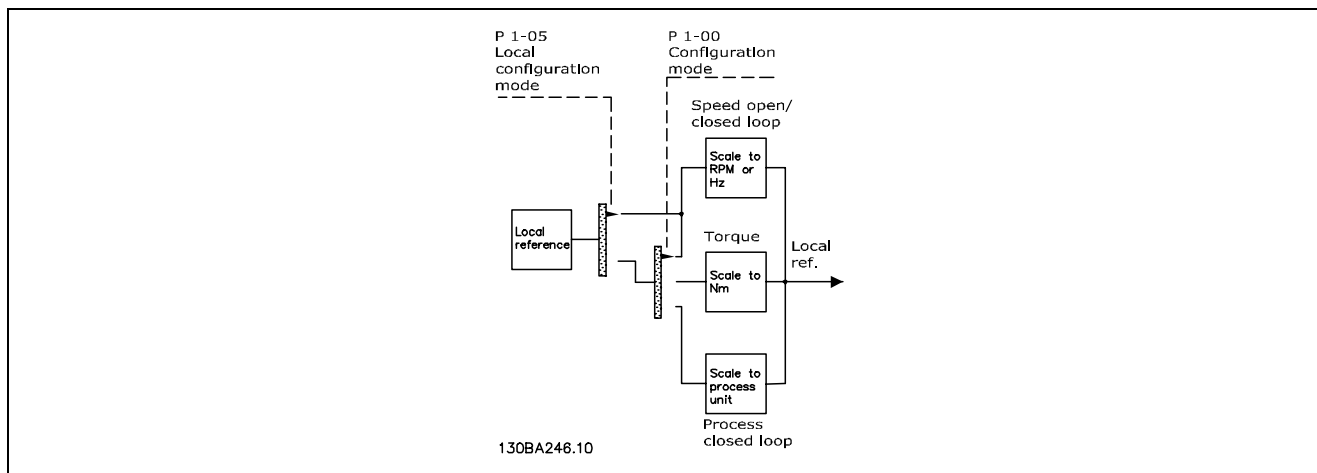 P 1-05
Local
configuration
mode
P 1-00
Configuration
mode
Speed open/
closed loop
Scale to
RPM or
Hz
Local
reference
Torque
Scale to
Nm
Local
ref.
Scale to
process
unit
Process
closed loop
130BA246.10